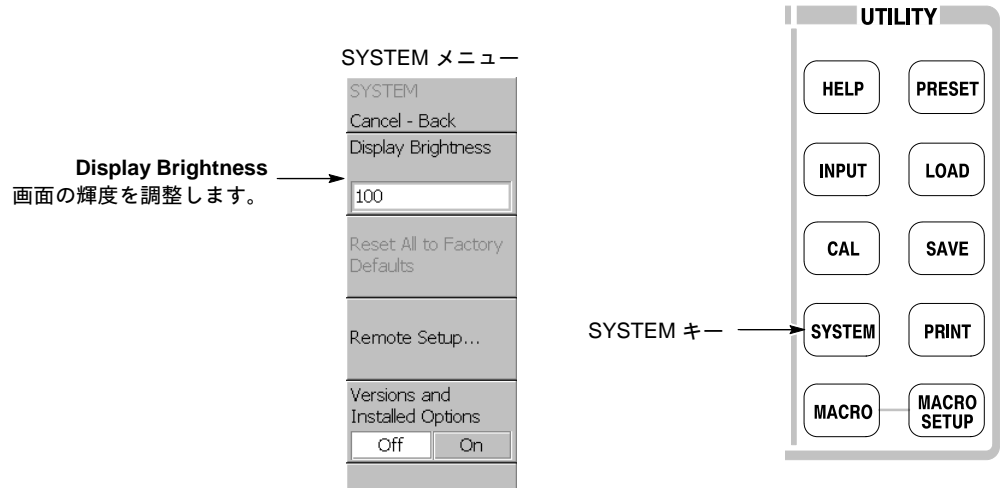 SYSTEM メニュー
SYSTEM
Cancel - Back
Display Brightness
100
Reset All to Factory
Defaults
Remote Setup...
Versions and
Installed Options
Off On
Display Brightness
画面の輝度を調整します。
SYSTEM キー
UTILITY
HELP
PRESET
INPUT
LOAD
CAL
SAVE
SYSTEM
PRINT
MACRO
MACRO
SETUP